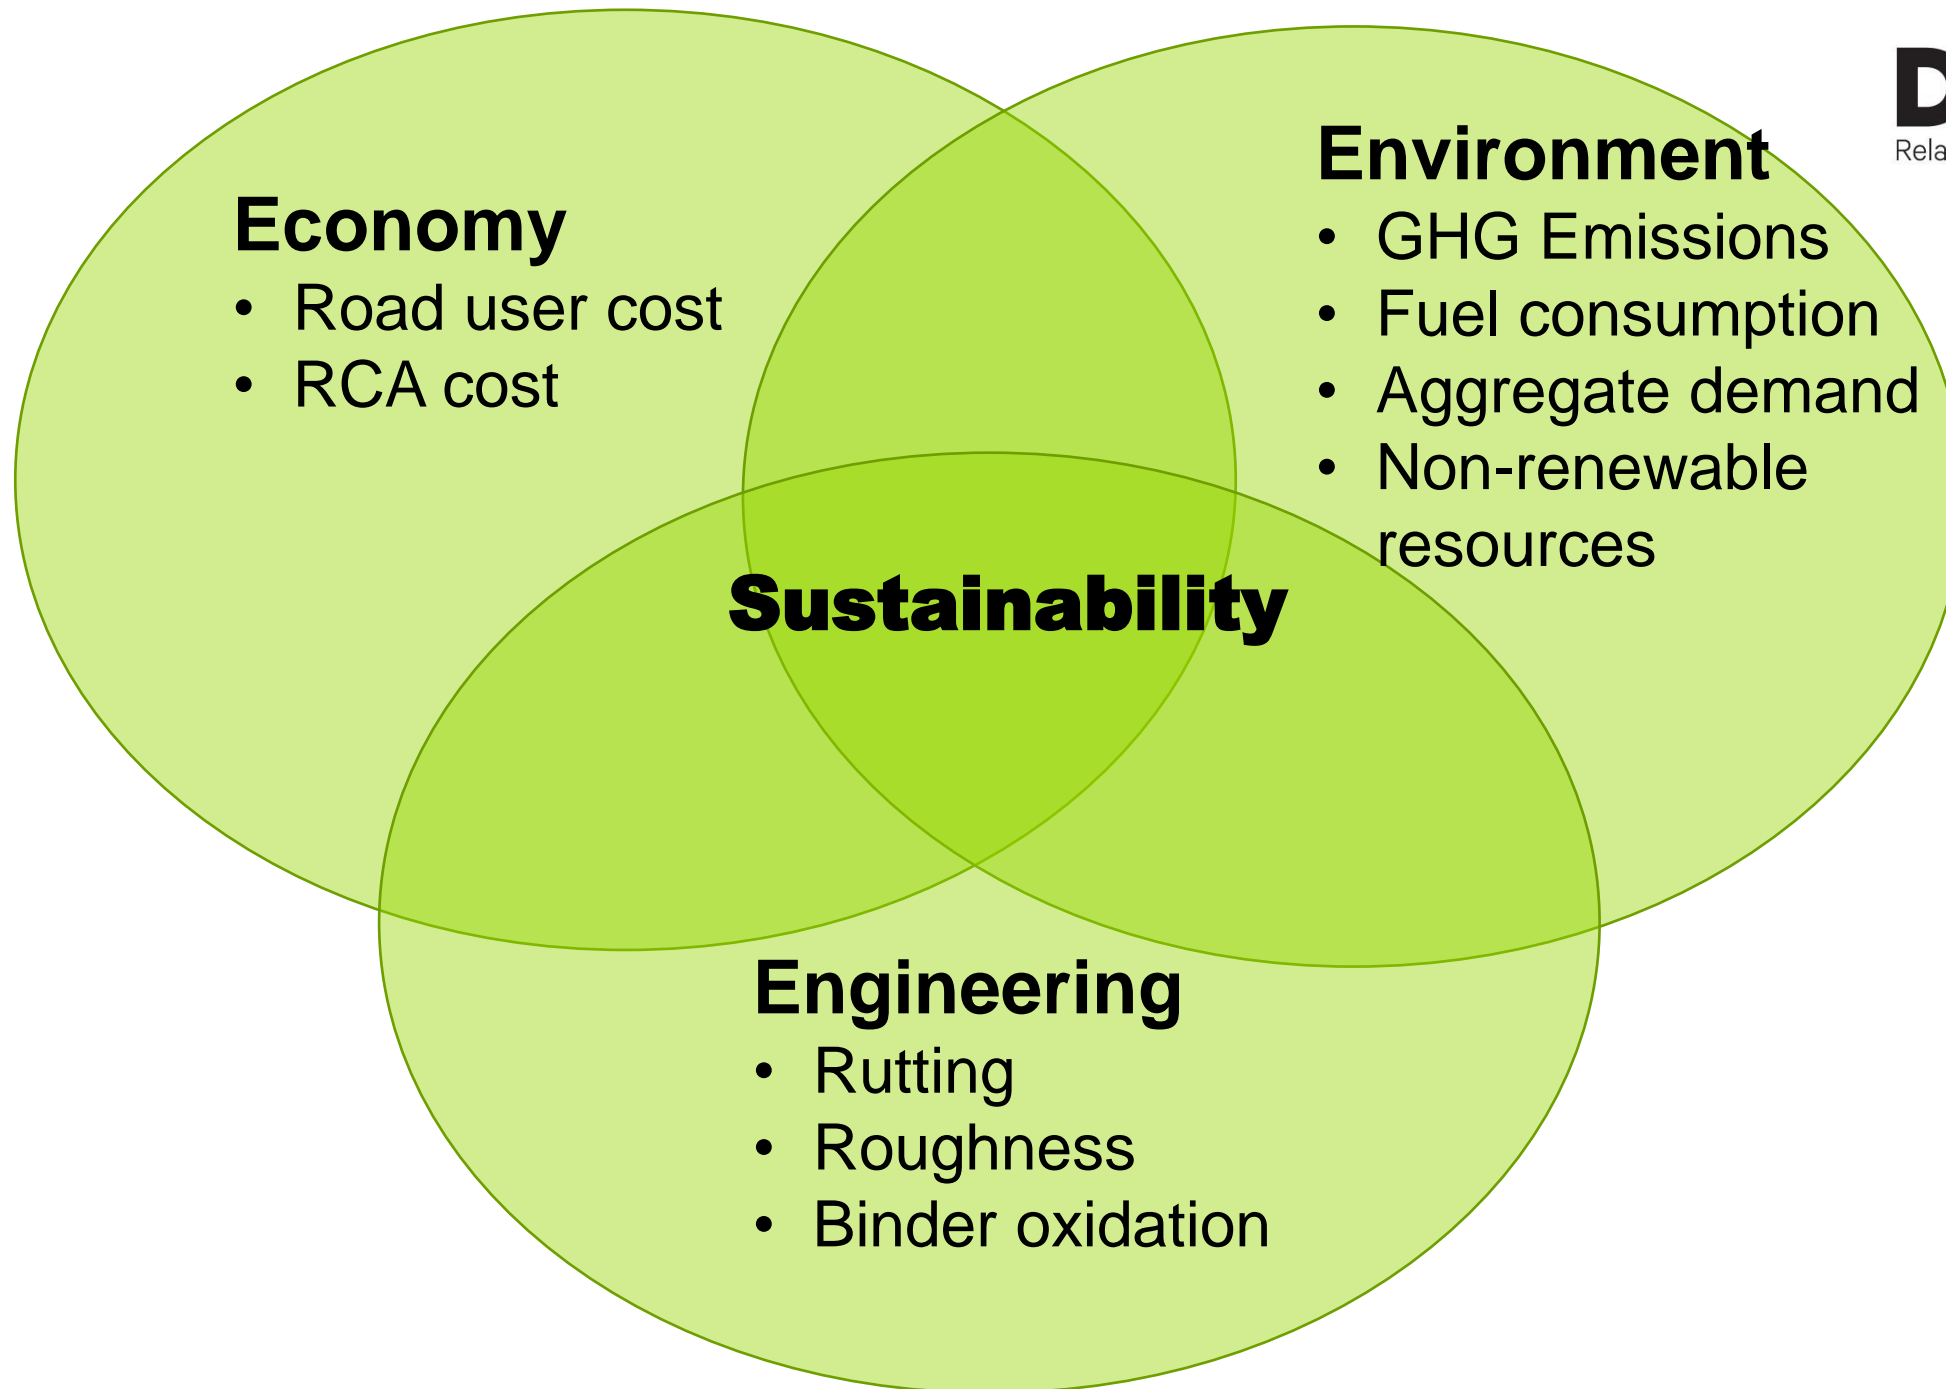 Economy
• Road user cost
• RCA cost
Environment
• GHG Emissions
• Fuel consumption
• Aggregate demand
• Non-renewable
resources
Sustainability
Engineering
• Rutting
• Roughness
• Binder oxidation